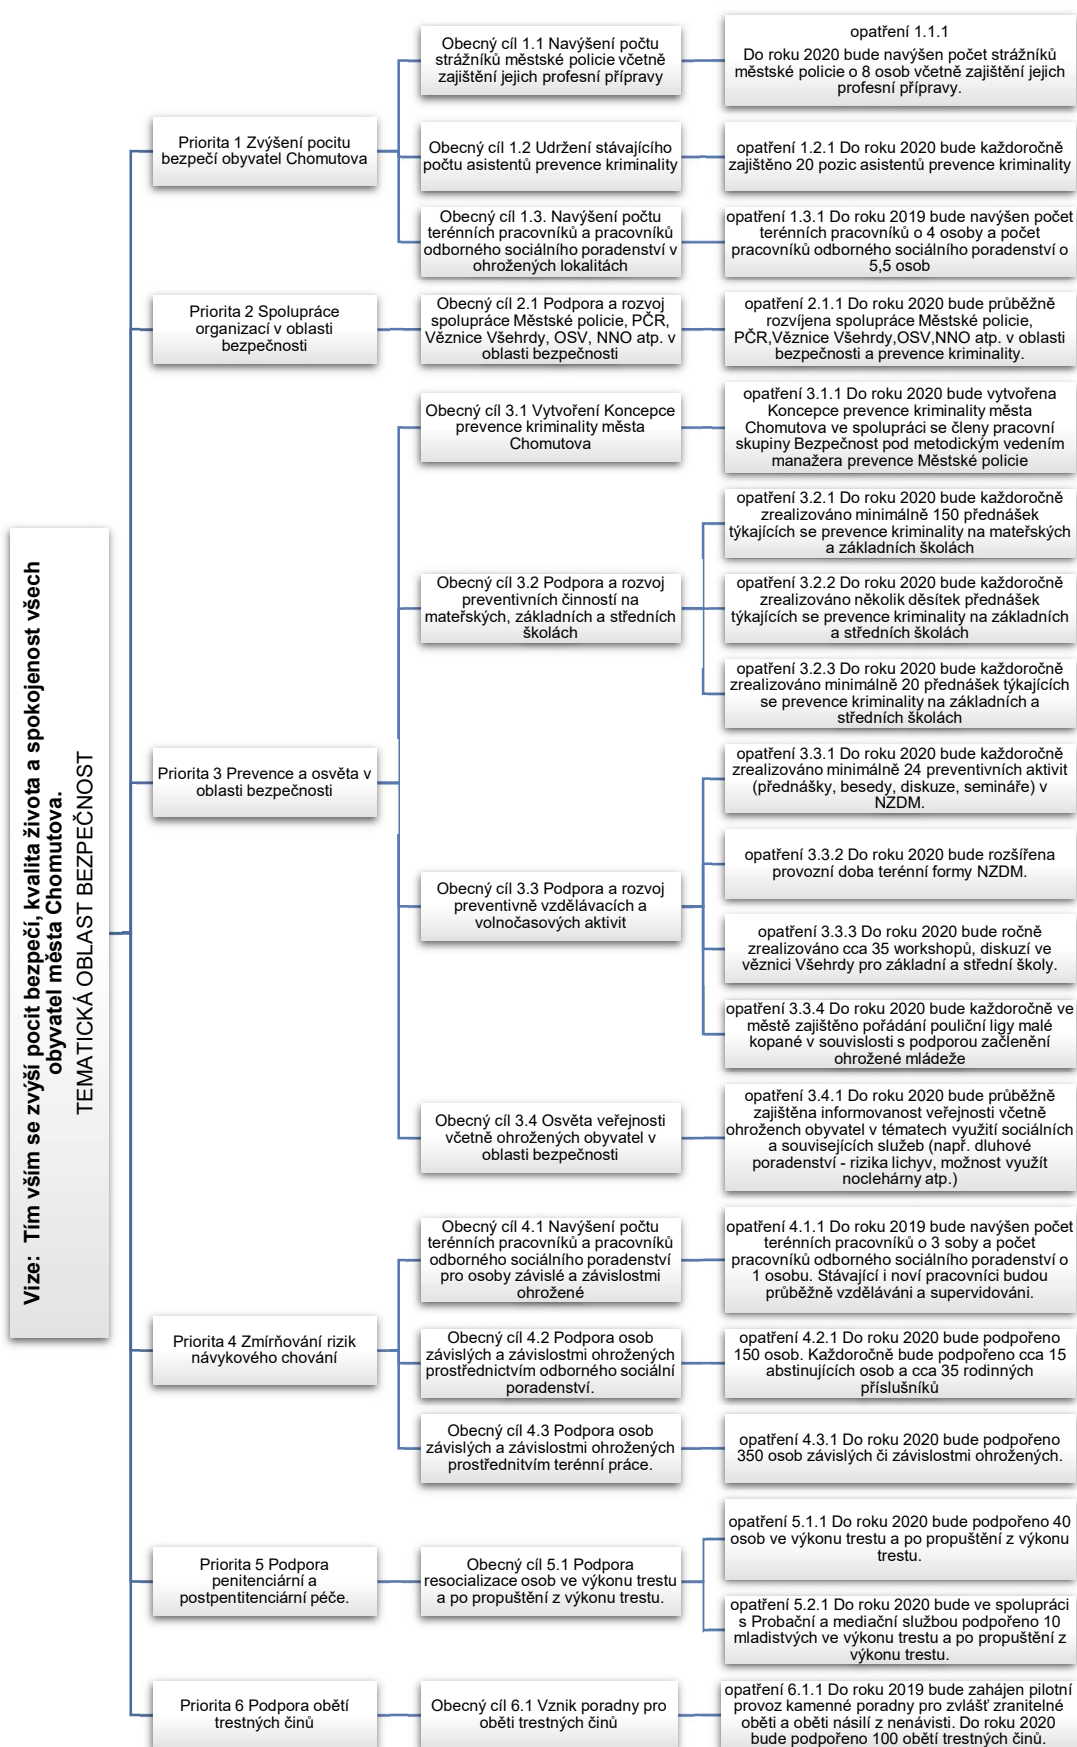 Vize:  Tím vším se zvýší pocit bezpečí, kvalita života a spokojenost všech
obyvatel města Chomutova.
TEMATICKÁ OBLAST BEZPEČNOST
Priorita 1 Zvýšení pocitu
bezpečí obyvatel Chomutova
Obecný cíl 1.1 Navýšení počtu
strážníků městské policie včetně
zajištění jejich profesní přípravy
opatření 1.1.1
Do roku 2020 bude navýšen počet strážníků
městské policie o 8 osob včetně zajištění jejich
profesní přípravy.
Obecný cíl 1.2 Udržení stávajícího
počtu asistentů prevence kriminality
opatření 1.2.1 Do roku 2020 bude každoročně
zajištěno 20 pozic asistentů prevence kriminality
Obecný cíl 1.3. Navýšení počtu
terénních pracovníků a pracovníků
odborného sociálního poradenství v
ohrožených lokalitách
opatření 1.3.1 Do roku 2019 bude navýšen počet
terénních pracovníků o 4 osoby a počet
pracovníků odborného sociálního poradenství o
5,5 osob
Priorita 2 Spolupráce
organizací v oblasti
bezpečnosti
Obecný cíl 2.1 Podpora a rozvoj
spolupráce Městské policie, PČR,
Věznice Všehrdy, OSV, NNO atp. v
oblasti bezpečnosti
opatření 2.1.1 Do roku 2020 bude průběžně
rozvíjena spolupráce Městské policie,
PČR,Věznice Všehrdy,OSV,NNO atp. v oblasti
bezpečnosti a prevence kriminality.
Priorita 3 Prevence a osvěta v
oblasti bezpečnosti
Obecný cíl 3.1 Vytvoření Koncepce
prevence kriminality města
Chomutova
opatření 3.1.1 Do roku 2020 bude vytvořena
Koncepce prevence kriminality města
Chomutova ve spolupráci se členy pracovní
skupiny Bezpečnost pod metodickým vedením
manažera prevence Městské policie
Obecný cíl 3.2 Podpora a rozvoj
preventivních činností na
mateřských, základních a středních
školách
opatření 3.2.1 Do roku 2020 bude každoročně
zrealizováno minimálně 150 přednášek
týkajících se prevence kriminality na mateřských
a základních školách
opatření 3.2.2 Do roku 2020 bude každoročně
zrealizováno několik děsítek přednášek
týkajících se prevence kriminality na základních
a středních školách
opatření 3.2.3 Do roku 2020 bude každoročně
zrealizováno minimálně 20 přednášek týkajících
se prevence kriminality na základních a
středních školách
Obecný cíl 3.3 Podpora a rozvoj
preventivně vzdělávacích a
volnočasových aktivit
opatření 3.3.1 Do roku 2020 bude každoročně
zrealizováno minimálně 24 preventivních aktivit
(přednášky, besedy, diskuze, semináře) v
NZDM.
opatření 3.3.2 Do roku 2020 bude rozšířena
provozní doba terénní formy NZDM.
opatření 3.3.3 Do roku 2020 bude ročně
zrealizováno cca 35 workshopů, diskuzí ve
věznici Všehrdy pro základní a střední školy.
opatření 3.3.4 Do roku 2020 bude každoročně ve
městě zajištěno pořádání pouliční ligy malé
kopané v souvislosti s podporou začlenění
ohrožené mládeže
Obecný cíl 3.4 Osvěta veřejnosti
včetně ohrožených obyvatel v
oblasti bezpečnosti
opatření 3.4.1 Do roku 2020 bude průběžně
zajištěna informovanost veřejnosti včetně
ohrožench obyvatel v tématech využití sociálních
a souvisejících služeb (např. dluhové
poradenství - rizika lichyv, možnost využít
noclehárny atp.)
Priorita 4 Zmírňování rizik
návykového chování
Obecný cíl 4.1 Navýšení počtu
terénních pracovníků a pracovníků
odborného sociálního poradenství
pro osoby závislé a závislostmi
ohrožené
opatření 4.1.1 Do roku 2019 bude navýšen počet
terénních pracovníků o 3 soby a počet
pracovníků odborného sociálního poradenství o
1 osobu. Stávající i noví pracovníci budou
průběžně vzděláváni a supervidováni.
Obecný cíl 4.2 Podpora osob
závislých a závislostmi ohrožených
prostřednictvím odborného sociální
poradenství.
opatření 4.2.1 Do roku 2020 bude podpořeno
150 osob. Každoročně bude podpořeno cca 15
abstinujících osob a cca 35 rodinných
příslušníků
Obecný cíl 4.3 Podpora osob
závislých a závislostmi ohrožených
prostřednitvím terénní práce.
opatření 4.3.1 Do roku 2020 bude podpořeno
350 osob závislých či závislostmi ohrožených.
Priorita 5 Podpora
penitenciární a
postpentitenciární péče.
Obecný cíl 5.1 Podpora
resocializace osob ve výkonu trestu
a po propuštění z výkonu trestu.
opatření 5.1.1 Do roku 2020 bude podpořeno 40
osob ve výkonu trestu a po propuštění z výkonu
trestu.
opatření 5.2.1 Do roku 2020 bude ve spolupráci
s Probační a mediační službou podpořeno 10
mladistvých ve výkonu trestu a po propuštění z
výkonu trestu.
Priorita 6 Podpora obětí
trestných činů
Obecný cíl 6.1 Vznik poradny pro
oběti trestných činů
opatření 6.1.1 Do roku 2019 bude zahájen pilotní
provoz kamenné poradny pro zvlášť zranitelné
oběti a oběti násilí z nenávisti. Do roku 2020
bude podpořeno 100 obětí trestných činů.